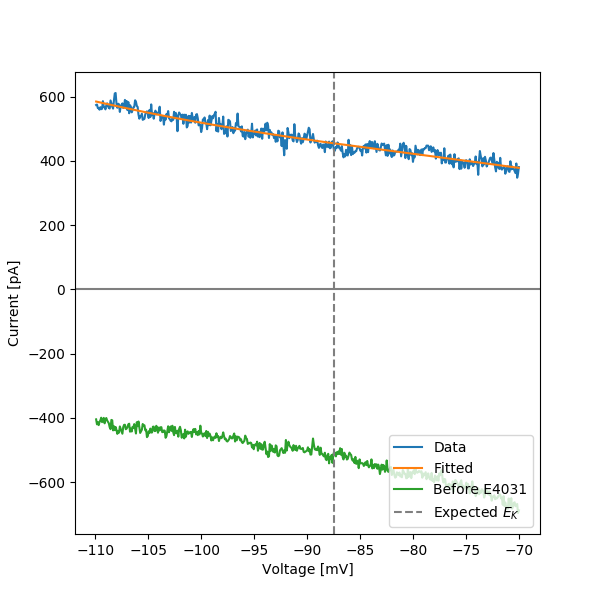 600
400
200
0
−200
−400
−600
Current [pA]
Data
Fitted
Before E4031
Expected E_K
−110
−105
−100
−95
−90
−85
−80
−75
−70
Voltage [mV]